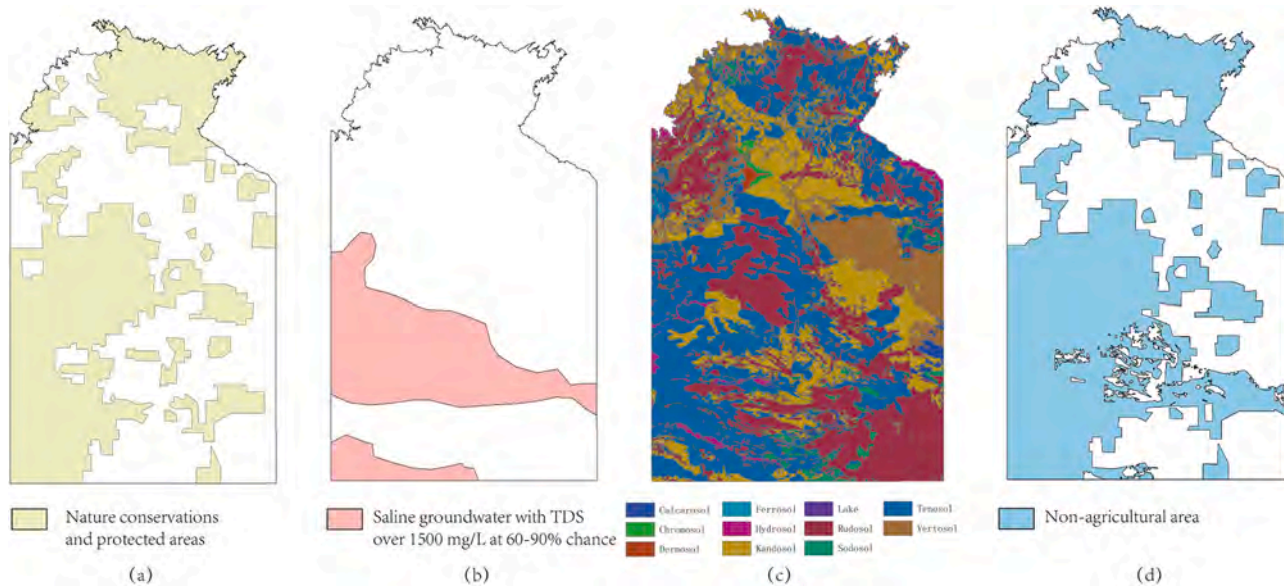 Nature conservations
and protected areas
(a)
Saline groundwater with TDS
over 1500 mg/L at 60-90% chance
(b)
Calcarosol Ferrosol Lake Tenosol
Chromosol Hydrosol Rudosol Vertosol
Dermosol Kandosol Sodosol
(c)
Non-agricultural area
(d)